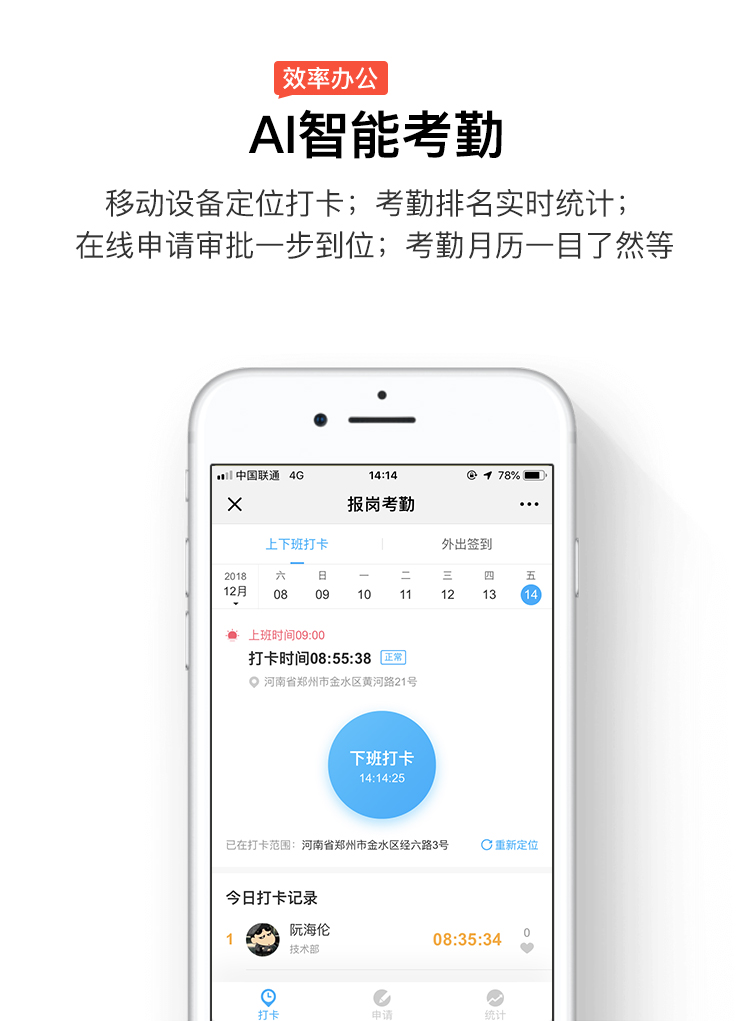 效率办公
AI智能考勤
移动设备定位打卡；考勤排名实时统计；
在线申请审批一步到位；考勤月历一目了然等
中国联通 4G 14:14 78%
报岗考勤
上下班打卡 外出签到
2018 六 日 一 二 三 四 五
12月 08 09 10 11 12 13 14
上班时间09:00
打卡时间08:55:38 正常
河南省郑州市金水区黄河路21号
下班打卡
14:14:25
已在打卡范围: 河南省郑州市金水区经六路3号 重新定位
今日打卡记录
1 阮海伦 08:35:34 0
技术部
打卡 申请 统计